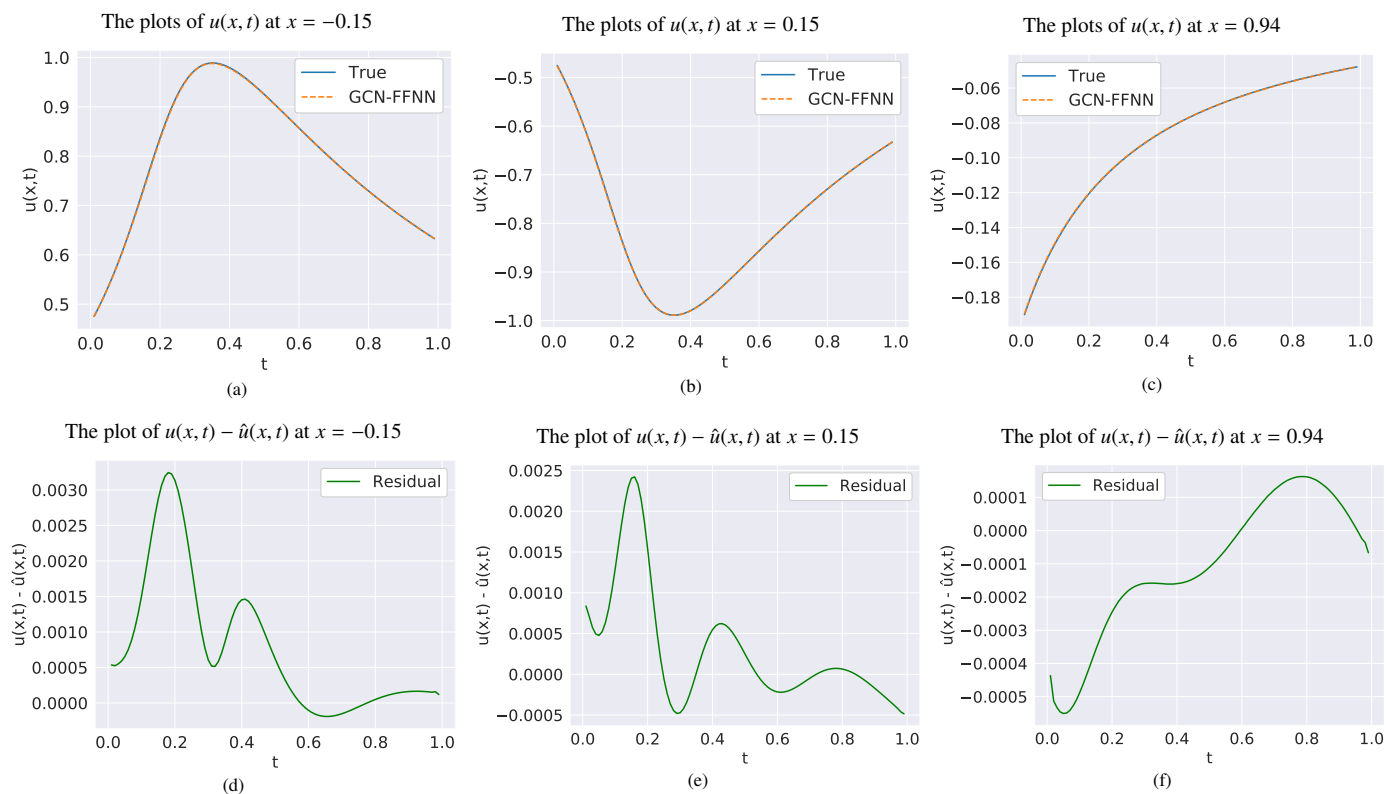 The plots of u(x, t) at x = −0.15
1.0
0.9
0.8
0.7
0.6
0.5
u(x,t)
True
GCN-FFNN
0.0 0.2 0.4 0.6 0.8 1.0
t
(a)
The plots of u(x, t) at x = 0.15
−0.5
−0.6
−0.7
−0.8
−0.9
−1.0
u(x,t)
True
GCN-FFNN
0.0 0.2 0.4 0.6 0.8 1.0
t
(b)
The plots of u(x, t) at x = 0.94
−0.06
−0.08
−0.10
−0.12
−0.14
−0.16
−0.18
u(x,t)
True
GCN-FFNN
0.0 0.2 0.4 0.6 0.8 1.0
t
(c)
The plot of u(x, t) − û(x, t) at x = −0.15
0.0030
0.0025
0.0020
0.0015
0.0010
0.0005
0.0000
u(x,t) - û(x,t)
Residual
0.0 0.2 0.4 0.6 0.8 1.0
t
(d)
The plot of u(x, t) − û(x, t) at x = 0.15
0.0025
0.0020
0.0015
0.0010
0.0005
0.0000
−0.0005
u(x,t) - û(x,t)
Residual
0.0 0.2 0.4 0.6 0.8 1.0
t
(e)
The plot of u(x, t) − û(x, t) at x = 0.94
0.0001
0.0000
−0.0001
−0.0002
−0.0003
−0.0004
−0.0005
u(x,t) - û(x,t)
Residual
0.0 0.2 0.4 0.6 0.8 1.0
t
(f)